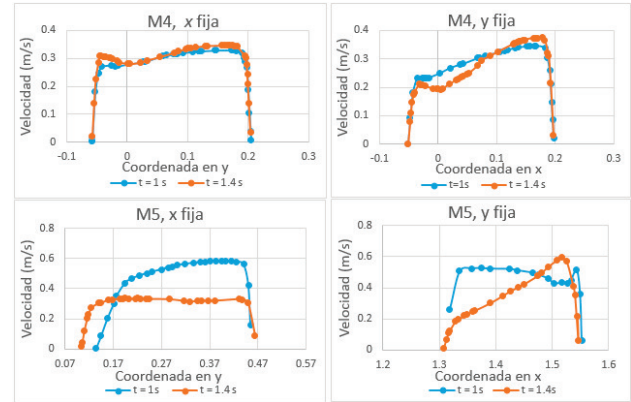 M4, x fija
Velocidad (m/s)
0.4
0.3
0.2
0.1
0
-0.1 0 0.1 0.2 0.3
Coordenada en y
t = 1 s t = 1.4 s
M4, y fija
Velocidad (m/s)
0.4
0.3
0.2
0.1
0
-0.1 0 0.1 0.2 0.3
Coordenada en x
t=1s t = 1.4 s
M5, x fija
Velocidad (m/s)
0.8
0.6
0.4
0.2
0
0.07 0.17 0.27 0.37 0.47 0.57
Coordenada en y
t = 1 s t = 1.4 s
M5, y fija
Velocidad (m/s)
0.8
0.6
0.4
0.2
0
1.2 1.3 1.4 1.5 1.6
Coordenada en x
t = 1s t = 1.4 s